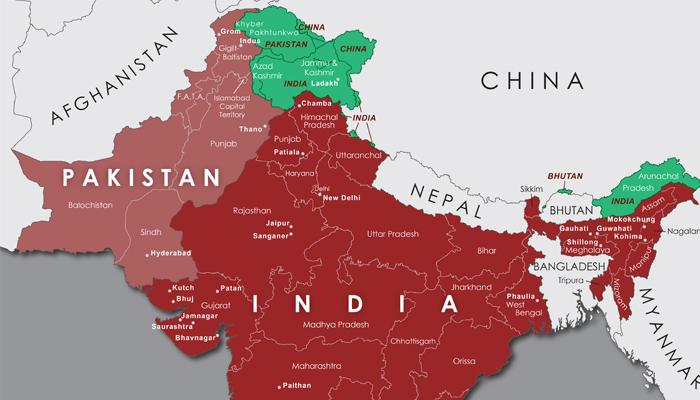 Khyber
Pakhtunkwa
CHINA
Grom
Indus
PAKISTAN
CHINA
Gilgit-
Baltistan
AFGHANISTAN
Azad
Kashmir
Jammu &
Kashmir
INDIA
Ladakh
CHINA
F.A.T.A.
Islamabad
Capital
Territory
Chamba
Himachal
Pradesh
INDIA
Thano
Punjab
Punjab
Patiala
Uttaranchal
PAKISTAN
Haryana
Delhi
New Delhi
NEPAL
Sikkim
BHUTAN
BHUTAN
Arunachal
Pradesh
INDIA
Assam
Balochistan
Sindh
Hyderabad
Rajasthan
Jaipur
Sanganer
Uttar Pradesh
Bihar
Mokokchung
Gauhati
Guwahati
Kohima
Nagalan
Shillong
Meghalaya
Manipur
BANGLADESH
Tripura
Mizoram
MYANMAR
Kutch
Bhuj
Patan
Gujarat
Jamnagar
Saurashtra
Bhavnagar
INDIA
Madhya Pradesh
Jharkhand
Phaulia
West
Bengal
Chhattisgarh
Orissa
Maharashtra
Paithan